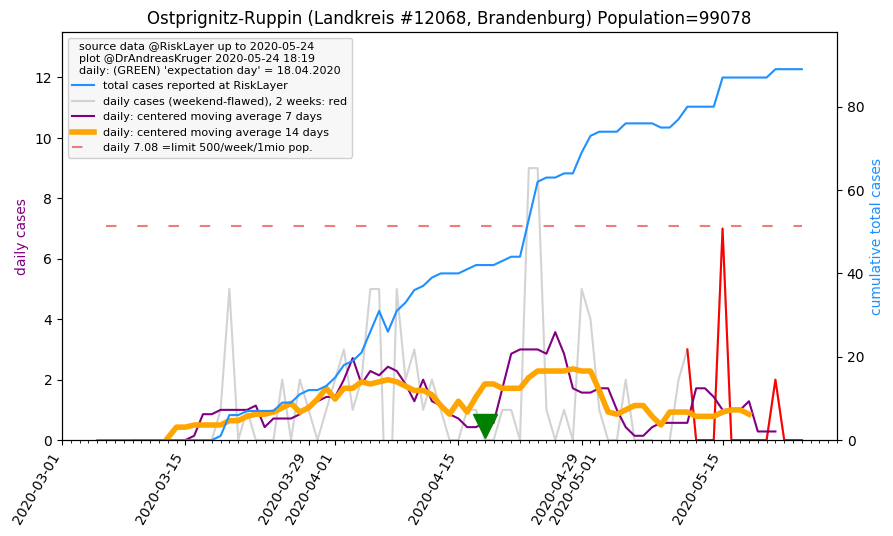 Ostprignitz-Ruppin (Landkreis #12068, Brandenburg) Population=99078
source data @RiskLayer up to 2020-05-24
plot @DrAndreasKruger 2020-05-24 18:19
daily: (GREEN) 'expectation day' = 18.04.2020
total cases reported at RiskLayer
daily cases (weekend-flawed), 2 weeks: red
daily: centered moving average 7 days
daily: centered moving average 14 days
daily 7.08 =limit 500/week/1mio pop.
daily cases
12
10
8
6
4
2
0
cumulative total cases
80
60
40
20
0
2020-03-01
2020-03-15
2020-03-29
2020-04-01
2020-04-15
2020-04-29
2020-05-01
2020-05-15